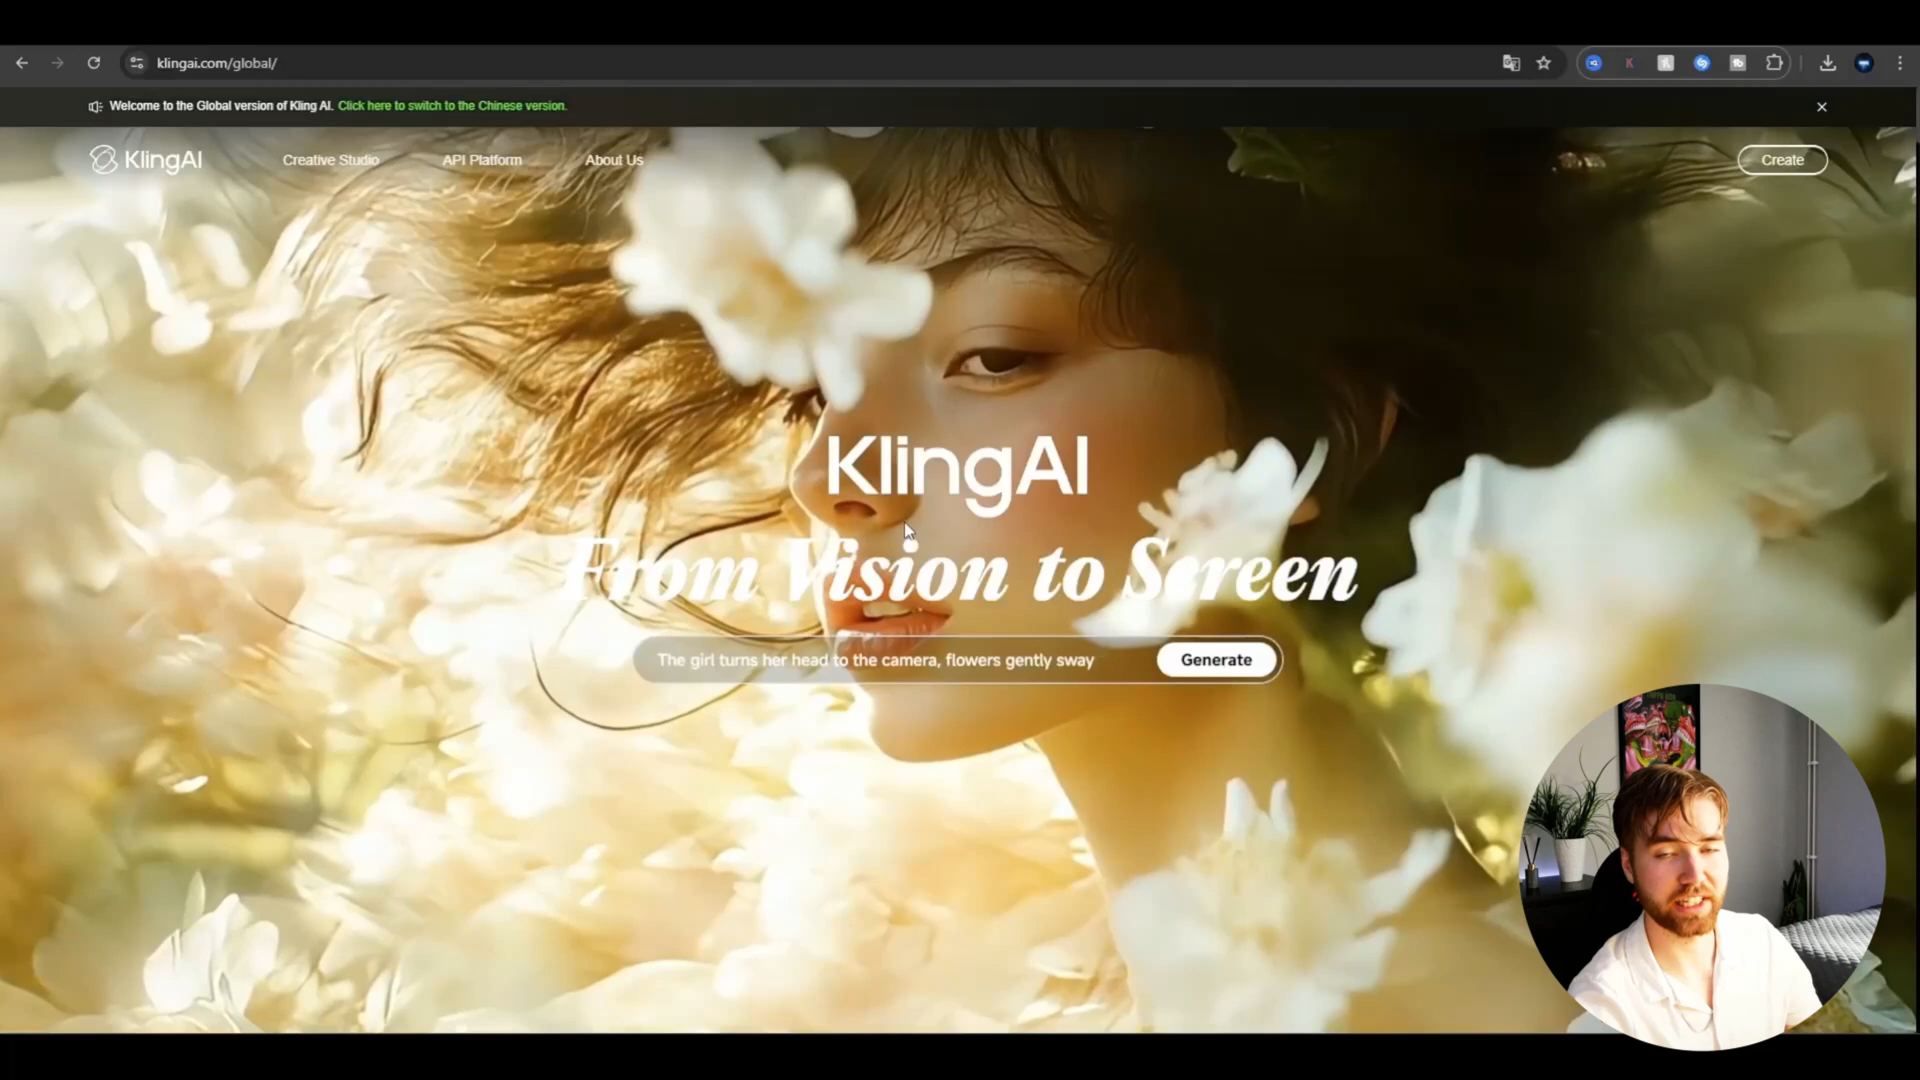 klingai.com/global/
Welcome to the Global version of Kling AI. Click here to switch to the Chinese version.
KlingAI
Creative Studio
API Platform
About Us
Create
KlingAI
From Vision to Screen
The girl turns her head to the camera, flowers gently sway
Generate